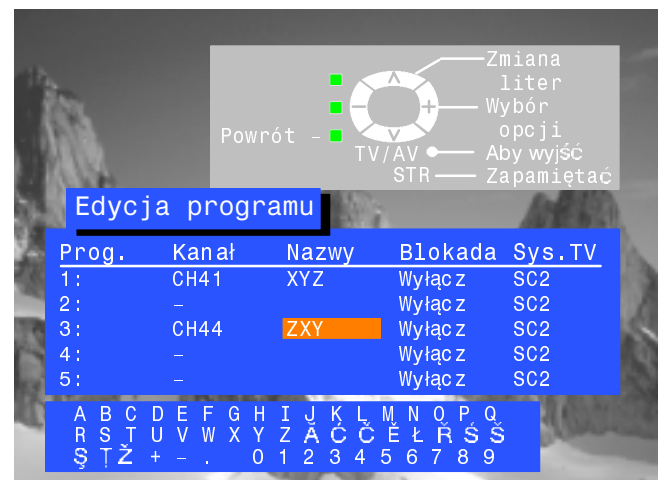 Zmiana
liter
Wybór
Powrót –
opcji
TV/AV Aby wyjść
STR Zapamiętać
Edycja programu
Prog. Kanał Nazwy Blokada Sys.TV
1: CH41 XYZ Wyłącz SC2
2: – Wyłącz SC2
3: CH44 ZXY Wyłącz SC2
4: – Wyłącz SC2
5: – Wyłącz SC2
A B C D E F G H I J K L M N O P Q
R S T U V W X Y Z Ă Ć Č Ě Ł Ř Ś Š
Ş Ţ Ž + – . 0 1 2 3 4 5 6 7 8 9